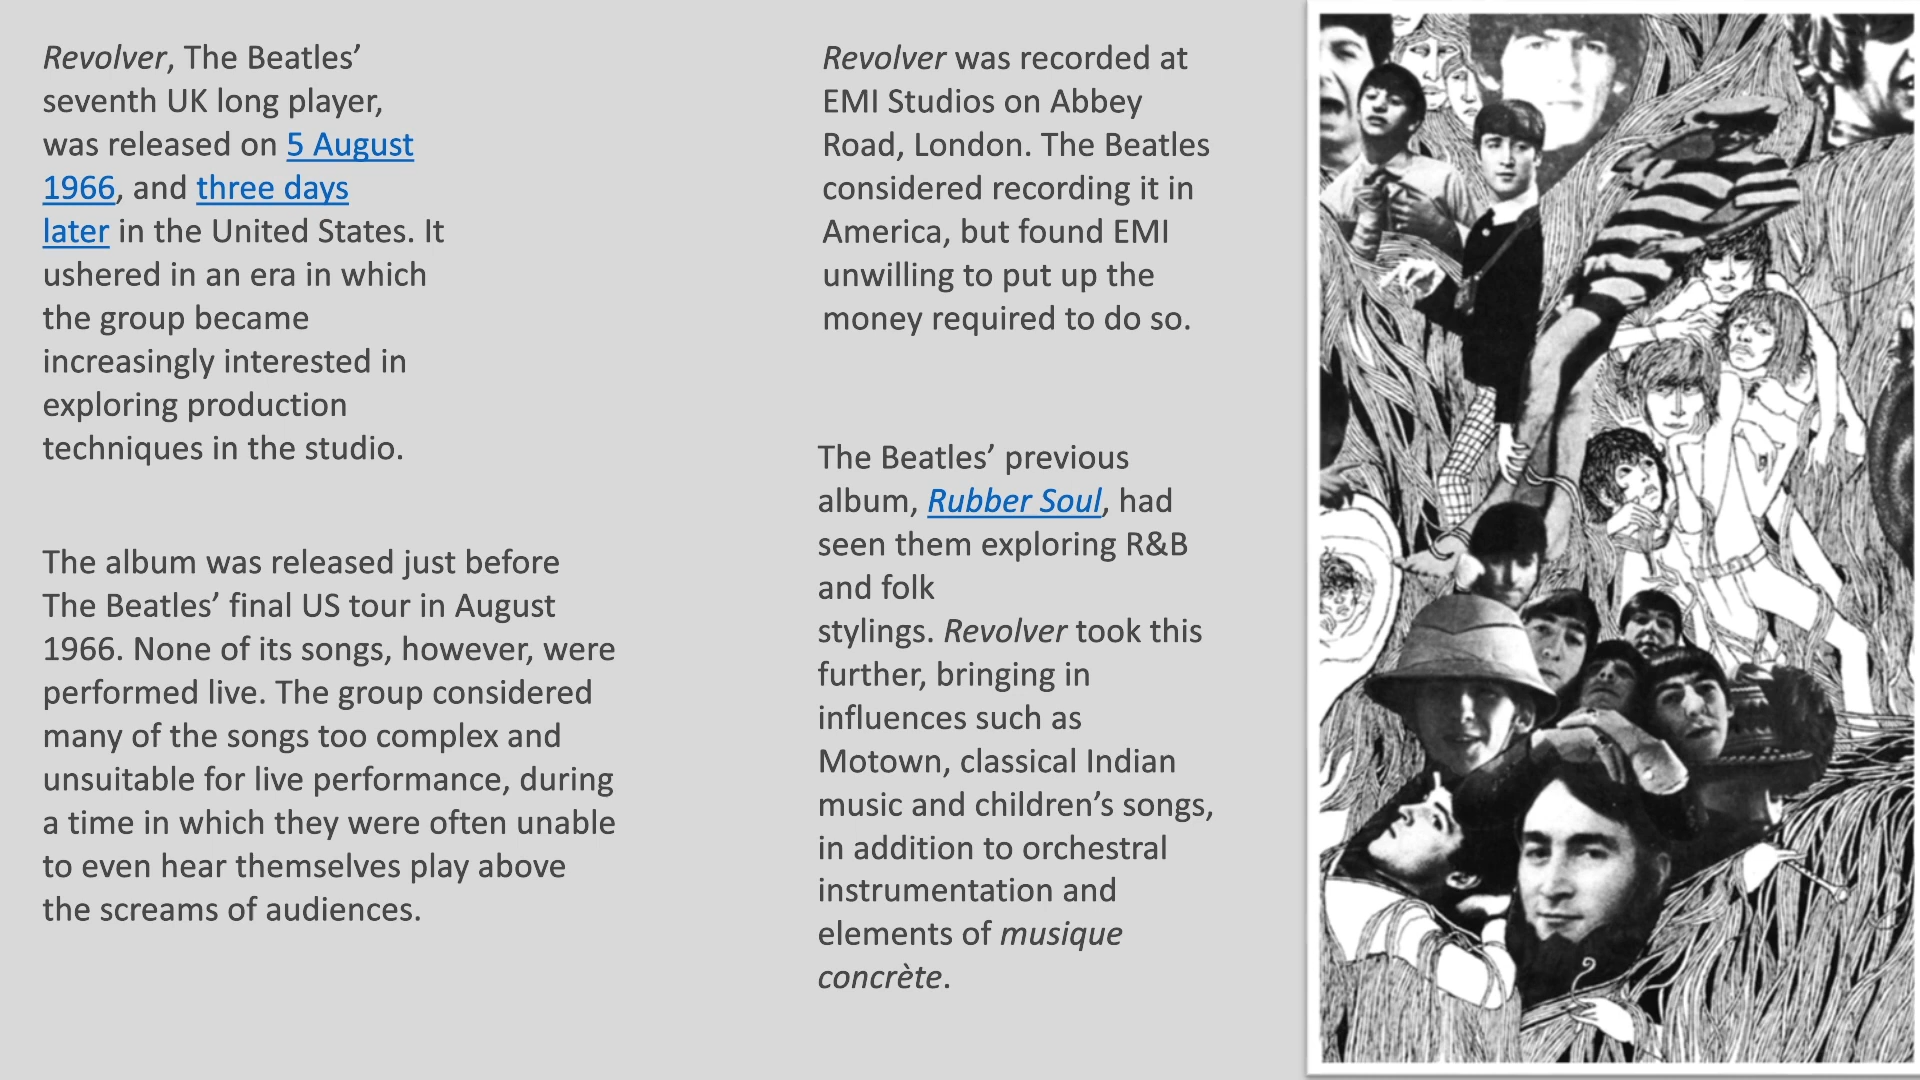 Revolver, The Beatles’
seventh UK long player,
was released on 5 August
1966, and three days
later in the United States. It
ushered in an era in which
the group became
increasingly interested in
exploring production
techniques in the studio.
The album was released just before
The Beatles’ final US tour in August
1966. None of its songs, however, were
performed live. The group considered
many of the songs too complex and
unsuitable for live performance, during
a time in which they were often unable
to even hear themselves play above
the screams of audiences.
Revolver was recorded at
EMI Studios on Abbey
Road, London. The Beatles
considered recording it in
America, but found EMI
unwilling to put up the
money required to do so.
The Beatles’ previous
album, Rubber Soul, had
seen them exploring R&B
and folk
stylings. Revolver took this
further, bringing in
influences such as
Motown, classical Indian
music and children’s songs,
in addition to orchestral
instrumentation and
elements of musique
concrète.